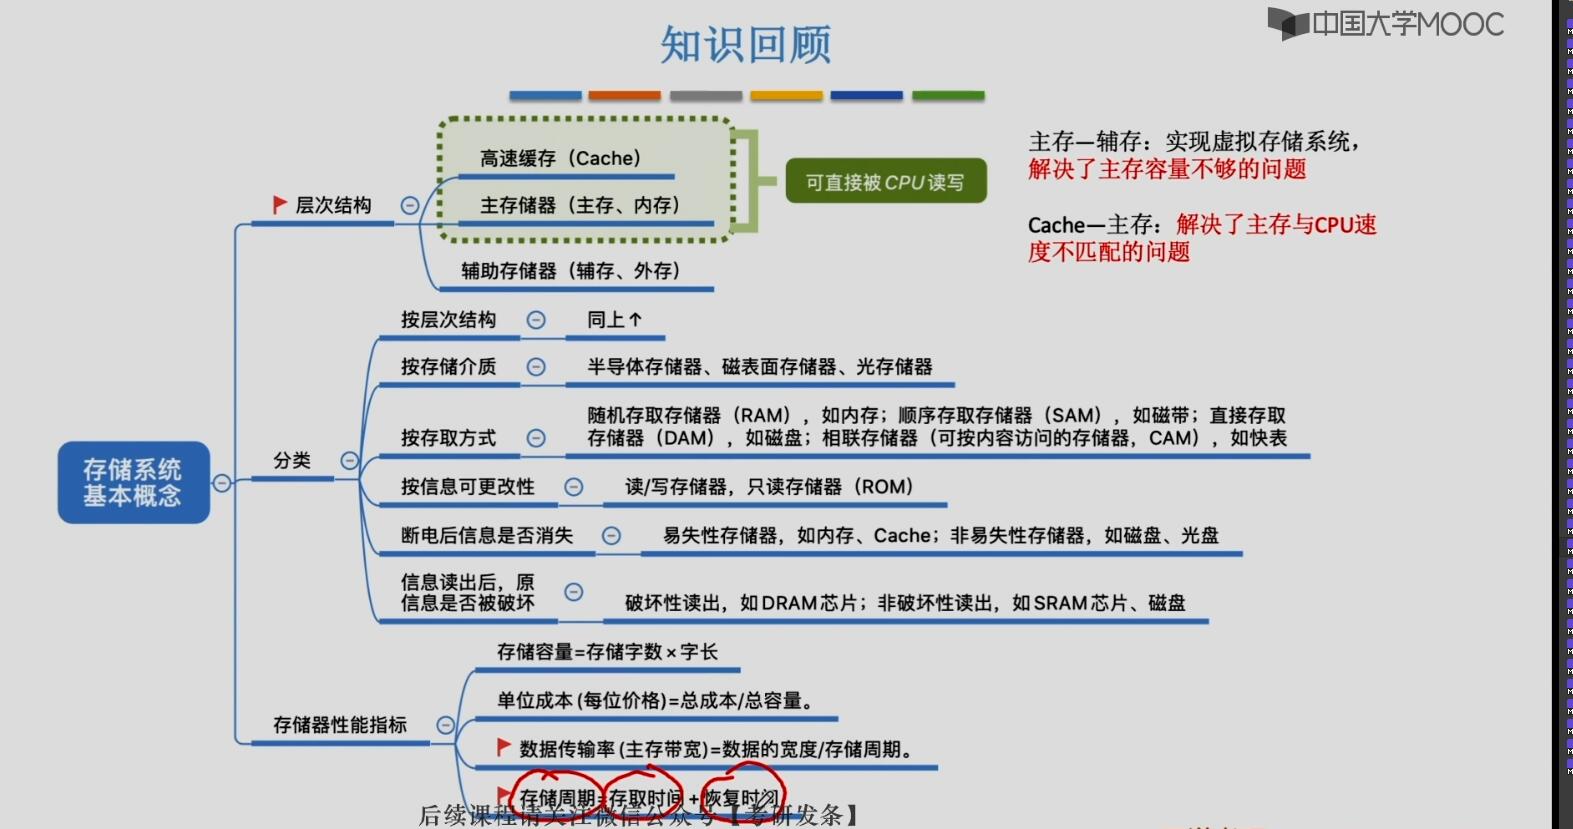 中国大学MOOC
知识回顾
高速缓存（Cache）
主存储器（主存、内存）
辅助存储器（辅存、外存）
可直接被CPU读写
主存—辅存：实现虚拟存储系统，
解决了主存容量不够的问题
Cache—主存：解决了主存与CPU速
度不匹配的问题
层次结构
按层次结构
同上↑
按存储介质
半导体存储器、磁表面存储器、光存储器
按存取方式
随机存取存储器（RAM），如内存；顺序存取存储器（SAM），如磁带；直接存取
存储器（DAM），如磁盘；相联存储器（可按内容访问的存储器，CAM），如快表
分类
存储系统
基本概念
按信息可更改性
读/写存储器，只读存储器（ROM）
断电后信息是否消失
易失性存储器，如内存、Cache；非易失性存储器，如磁盘、光盘
信息读出后，原
信息是否被破坏
破坏性读出，如DRAM芯片；非破坏性读出，如SRAM芯片、磁盘
存储器性能指标
存储容量=存储字数×字长
单位成本(每位价格)=总成本/总容量。
数据传输率(主存带宽)=数据的宽度/存储周期。
存储周期=存取时间+恢复时间
后续课程请关注微信公众号【考研发条】